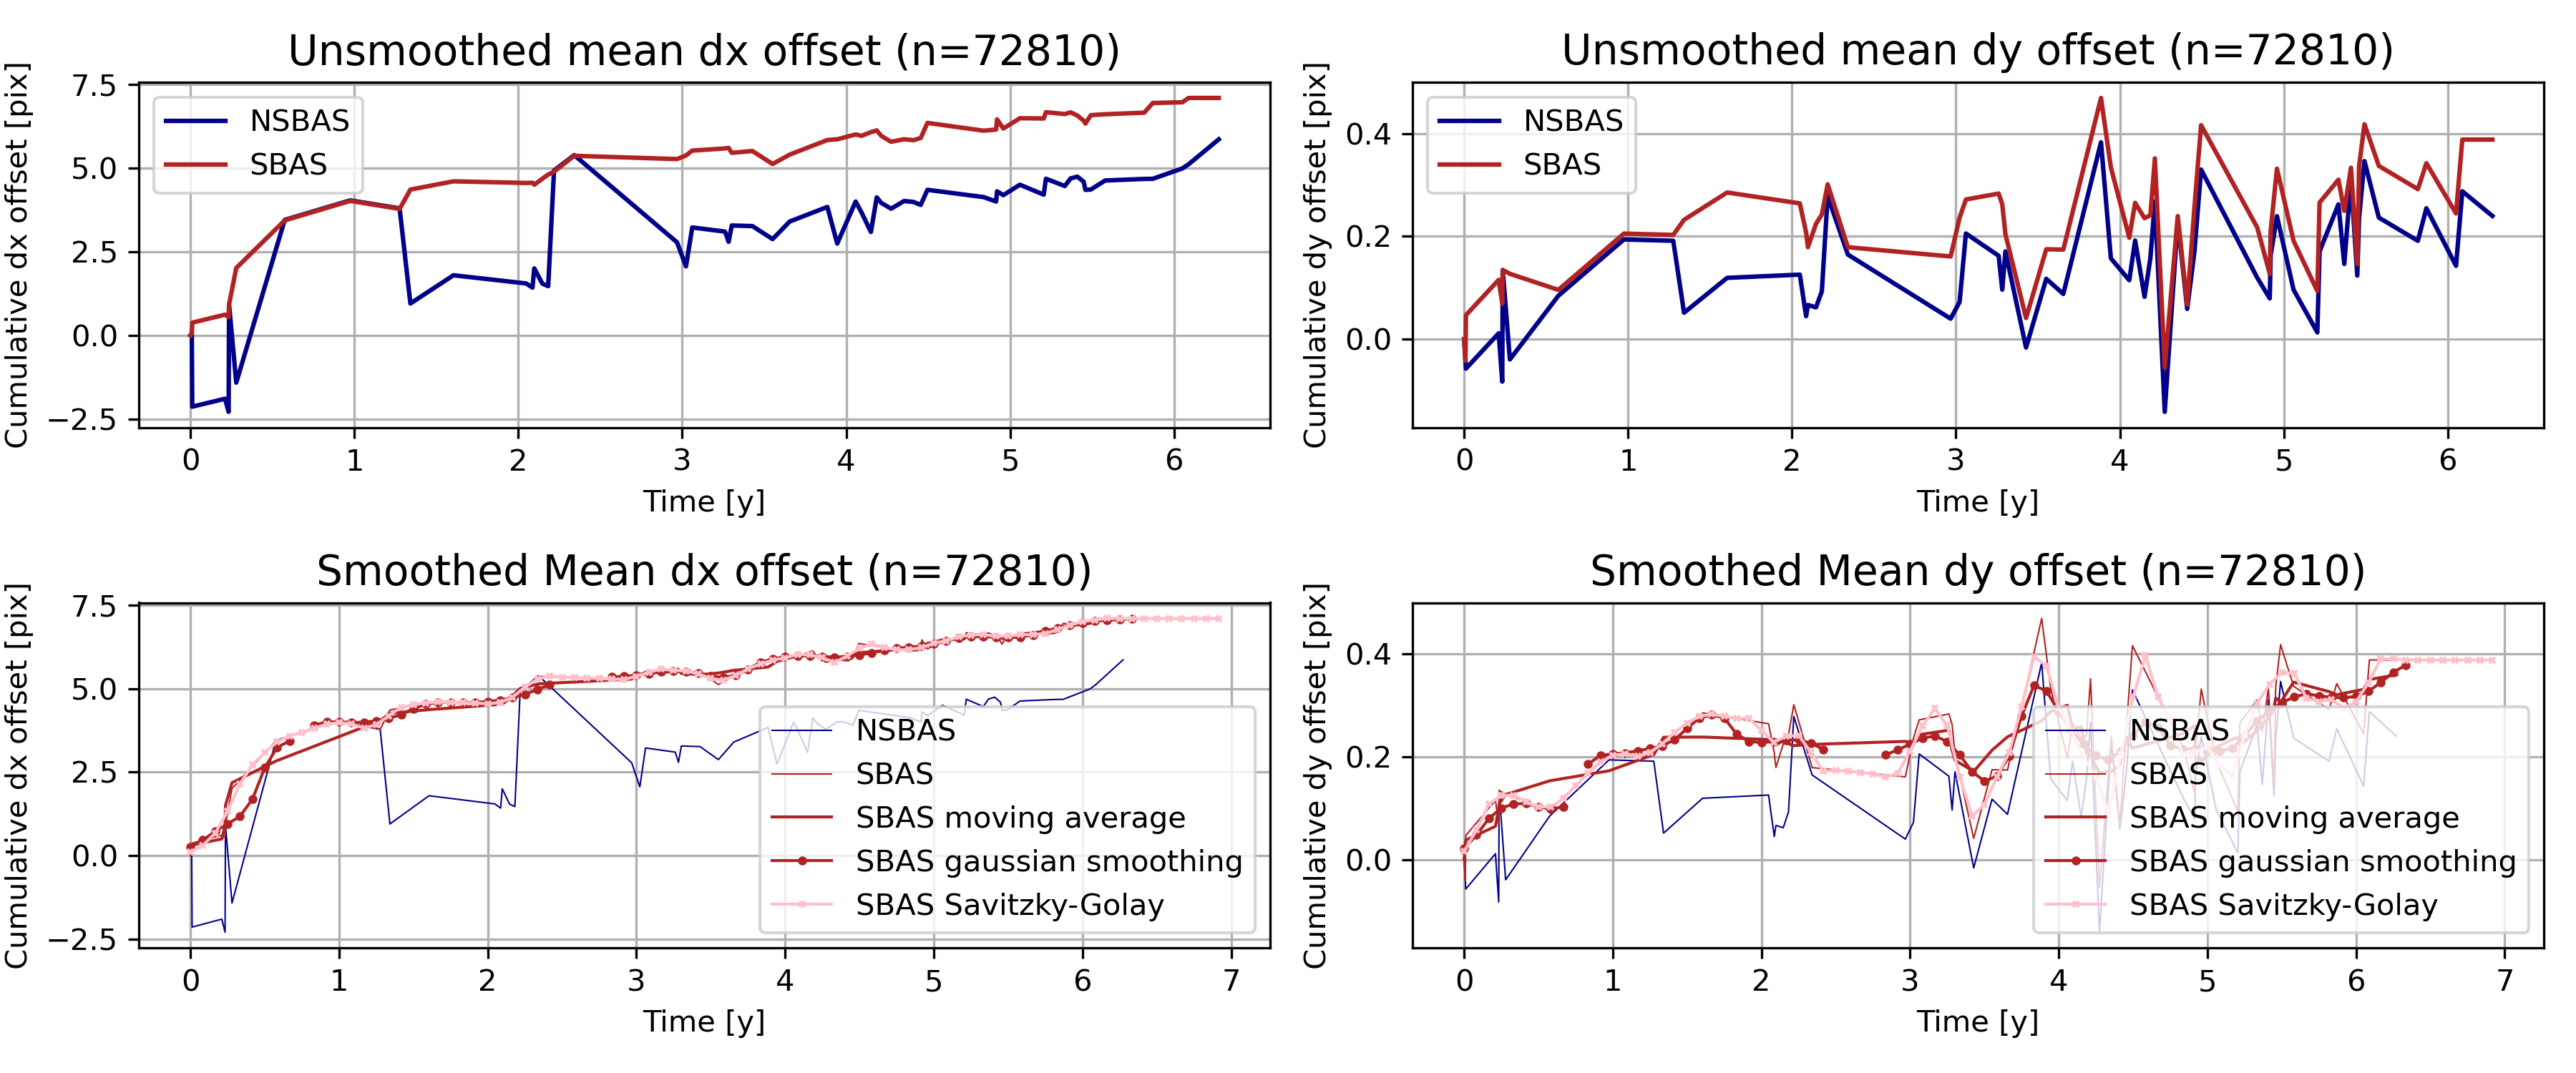 Unsmoothed mean dx offset (n=72810)
Cumulative dx offset [pix]
7.5
5.0
2.5
0.0
−2.5
NSBAS
SBAS
0 1 2 3 4 5 6
Time [y]
Unsmoothed mean dy offset (n=72810)
Cumulative dy offset [pix]
0.4
0.2
0.0
NSBAS
SBAS
0 1 2 3 4 5 6
Time [y]
Smoothed Mean dx offset (n=72810)
Cumulative dx offset [pix]
7.5
5.0
2.5
0.0
−2.5
NSBAS
SBAS
SBAS moving average
SBAS gaussian smoothing
SBAS Savitzky-Golay
0 1 2 3 4 5 6 7
Time [y]
Smoothed Mean dy offset (n=72810)
Cumulative dy offset [pix]
0.4
0.2
0.0
NSBAS
SBAS
SBAS moving average
SBAS gaussian smoothing
SBAS Savitzky-Golay
0 1 2 3 4 5 6 7
Time [y]